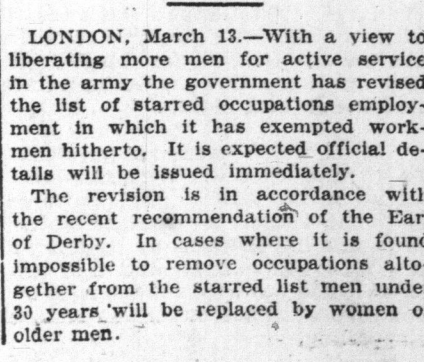 LONDON, March 13.—With a view to
liberating more men for active service
in the army the government has revised
the list of starred occupations employ-
ment in which it has exempted work-
men hitherto. It is expected official de-
tails will be issued immediately.
The revision is in accordance with
the recent recommendation of the Ear
of Derby. In cases where it is found
impossible to remove occupations alto-
gether from the starred list men unde
30 years will be replaced by women o
older men.